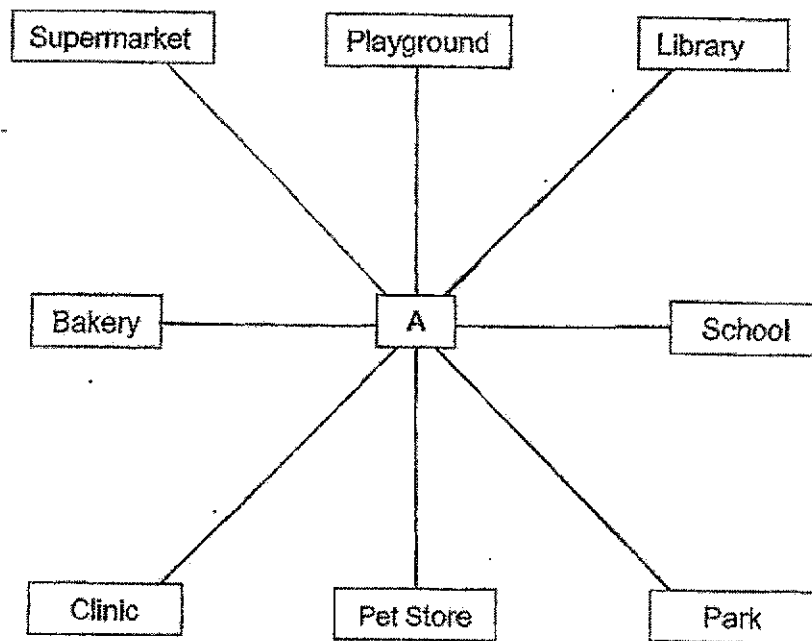 Supermarket
Playground
Library
Bakery
A
School
Clinic
Pet Store
Park